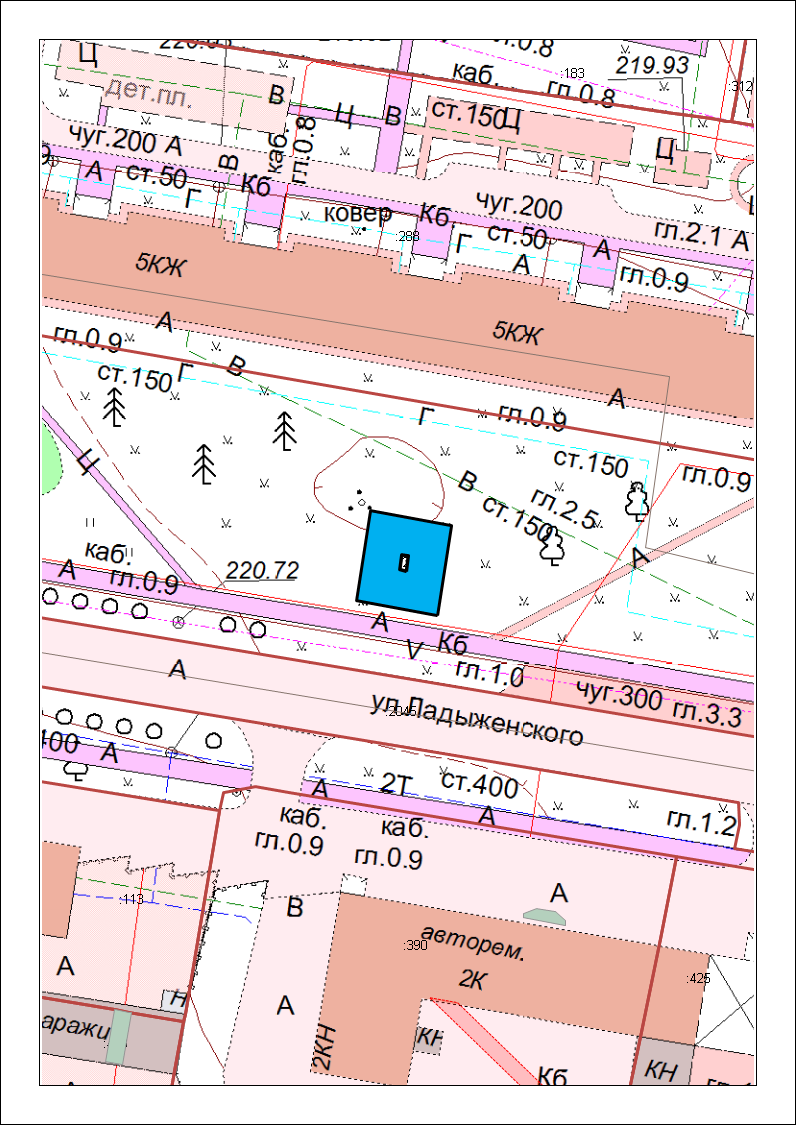 Ц
гл.0.8
каб.
:183
219.93
:312
дет.пл.
В
Ц
В
ст.150
Ц
гл.0.8
чуг.200 А
каб.
гл.0.8
Ц
А
ст.50
В
Кб
Г
ковер
Кб.
чуг.200
:288
Г
ст.50
А
А
гл.2.1 А
гл.0.9
5КЖ
5КЖ
А
гл.0.9
В
ст.150
Г
А
Г
гл.0.9
Ц
ст.150
В
гл.0.9
гл.2.5
ст.150
А
каб.
А
гл.0.9
220.72
А
Кб
V
А
гл.1.0
чуг.300
гл.3.3
ул.Ладыженского
:2045
400
А
А
2Т
ст.400
А
гл.1.2
каб.
гл.0.9
каб.
гл.0.9
:113
А
В
авторем.
:390
2К
:425
А
Н
А
аражи
2КН
КН
Кб
КН